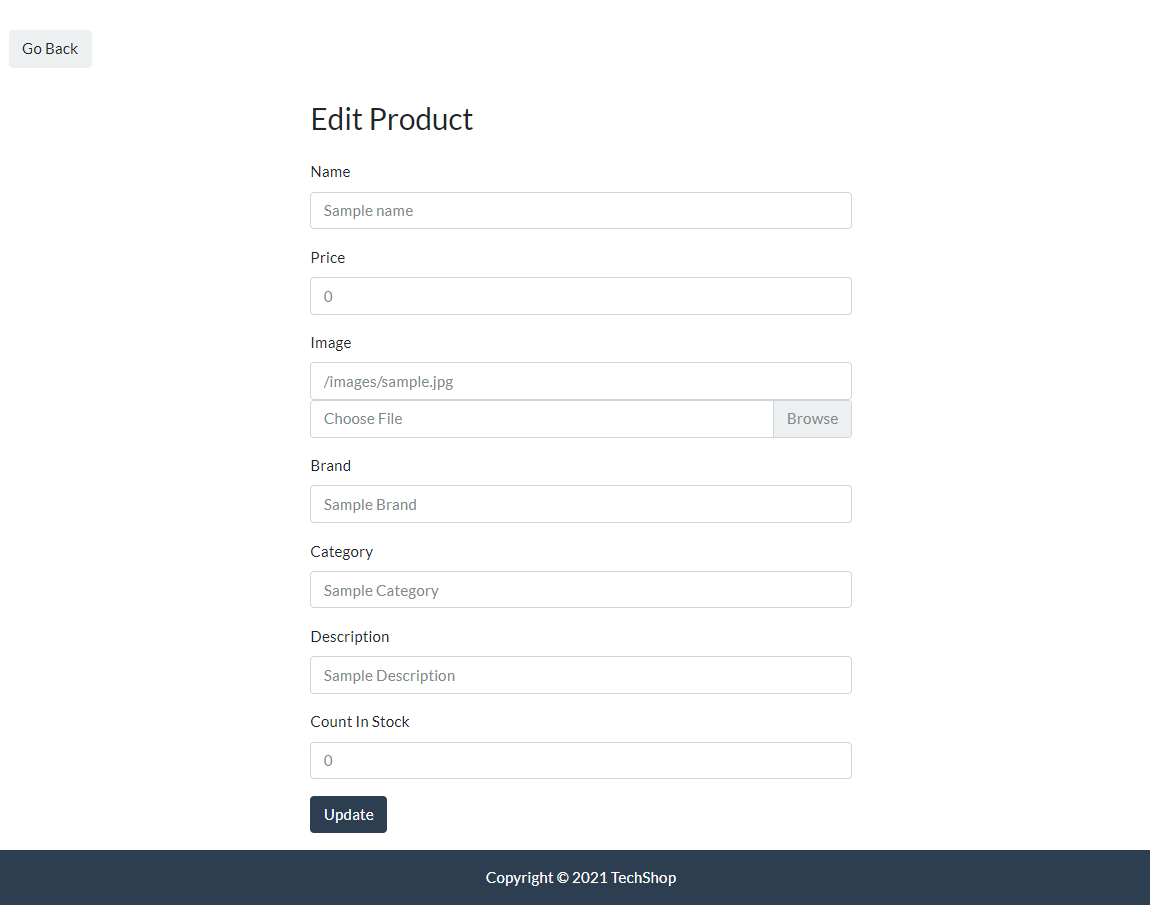 Go Back
Edit Product
Name
Sample name
Price
0
Image
/images/sample.jpg
Choose File Browse
Brand
Sample Brand
Category
Sample Category
Description
Sample Description
Count In Stock
0
Update
Copyright © 2021 TechShop